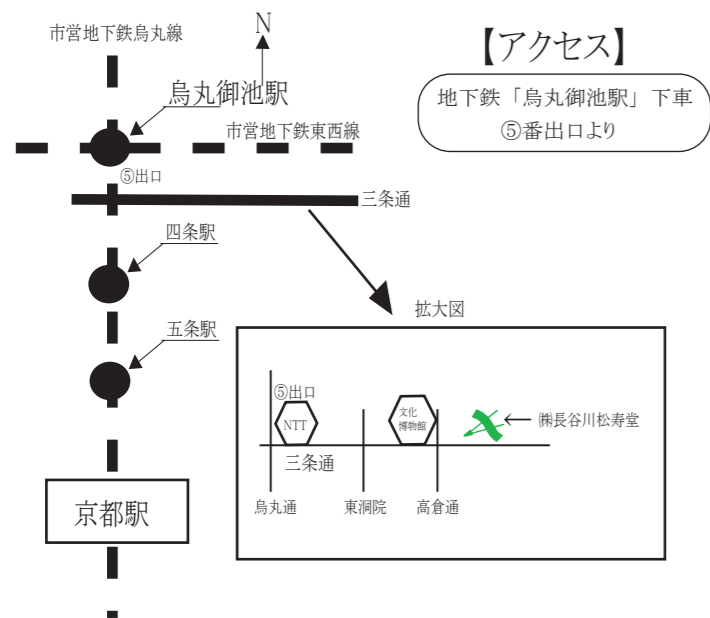 市営地下鉄烏丸線
N
【アクセス】
烏丸御池駅
地下鉄「烏丸御池駅」下車
⑤番出口より
市営地下鉄東西線
⑤出口
三条通
四条駅
拡大図
五条駅
⑤出口
NTT
文化
博物館
← ㈱長谷川松寿堂
三条通
烏丸通
東洞院
高倉通
京都駅